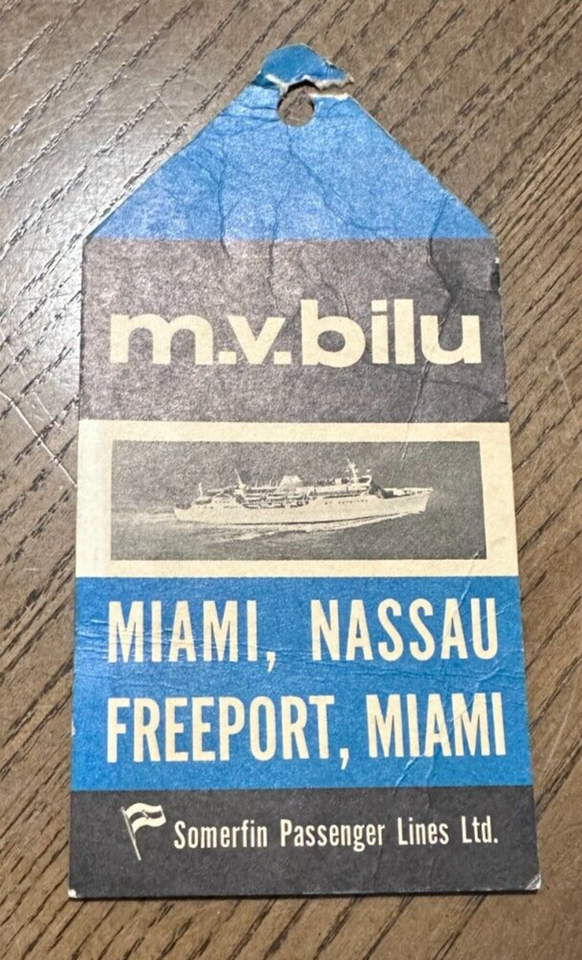 m.v.bilu
MIAMI, NASSAU
FREEPORT, MIAMI
Somerfin Passenger Lines Ltd.